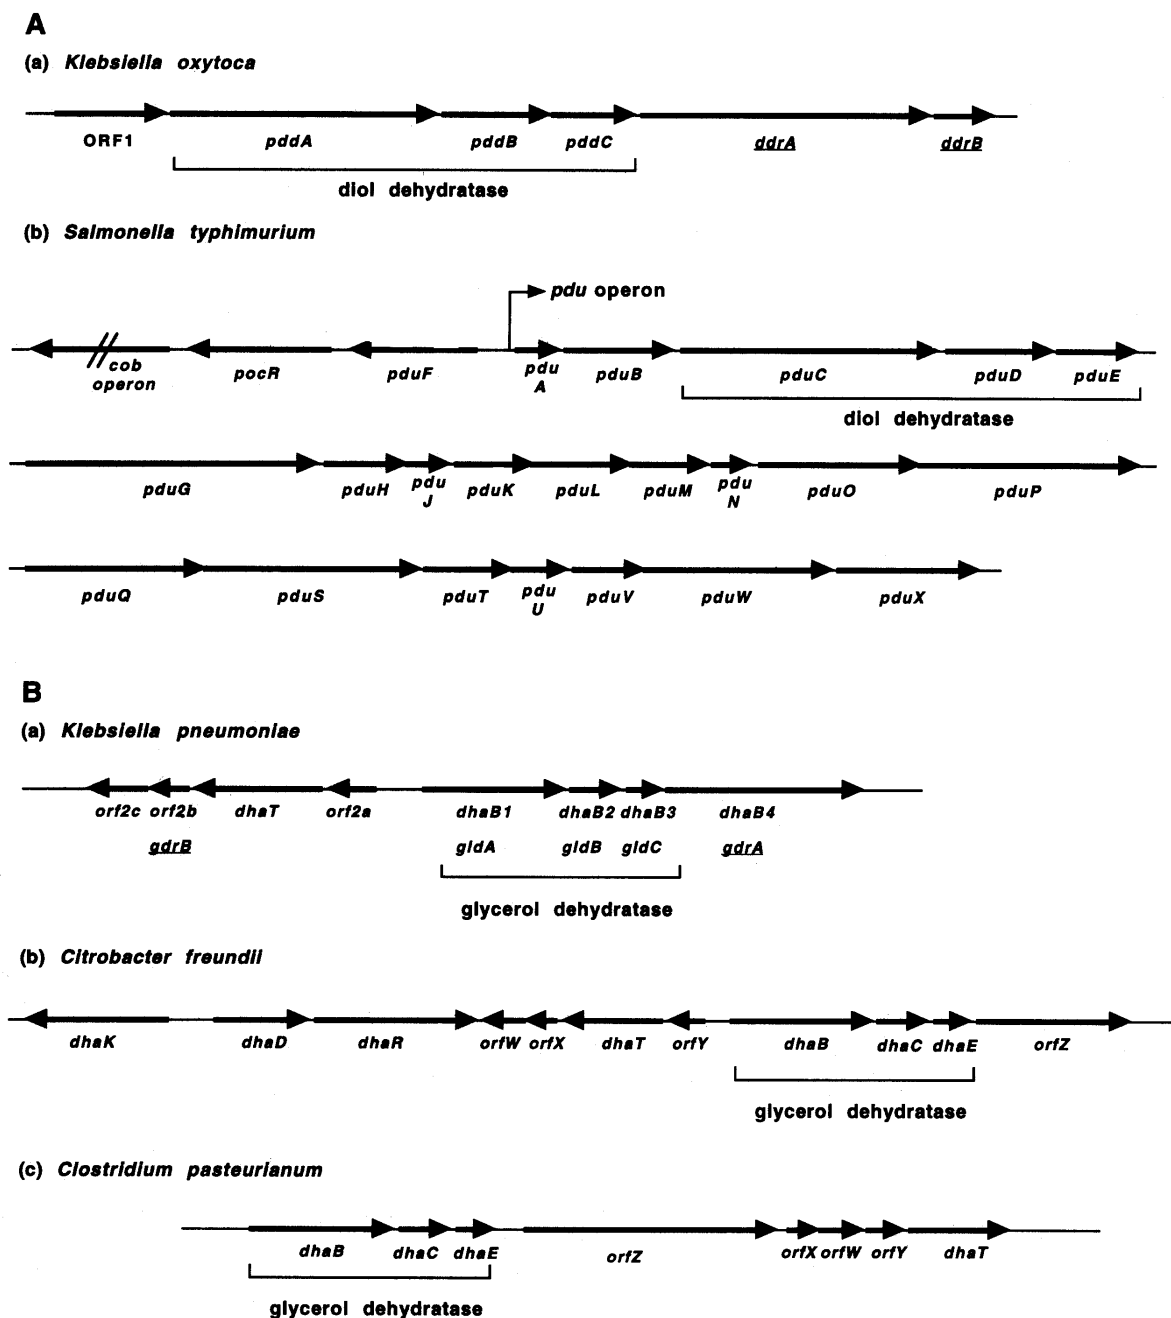 A
(a) Klebsiella oxytoca
ORF1 pddA pddB pddC ddrA ddrB
diol dehydratase
(b) Salmonella typhimurium
pdu operon
cob operon pocR pduF pdu A pduB pduC pduD pduE
diol dehydratase
pduG pduH pdu J pduK pduL pduM pdu N pduO pduP
pduQ pduS pduT pdu U pduV pduW pduX
B
(a) Klebsiella pneumoniae
orf2c orf2b dhaT orf2a dhaB1 dhaB2 dhaB3 dhaB4
gdrB gldA gldB gldC gdrA
glycerol dehydratase
(b) Citrobacter freundii
dhaK dhaD dhaR orfW orfX dhaT orfY dhaB dhaC dhaE orfZ
glycerol dehydratase
(c) Clostridium pasteurianum
dhaB dhaC dhaE orfZ orfX orfW orfY dhaT
glycerol dehydratase